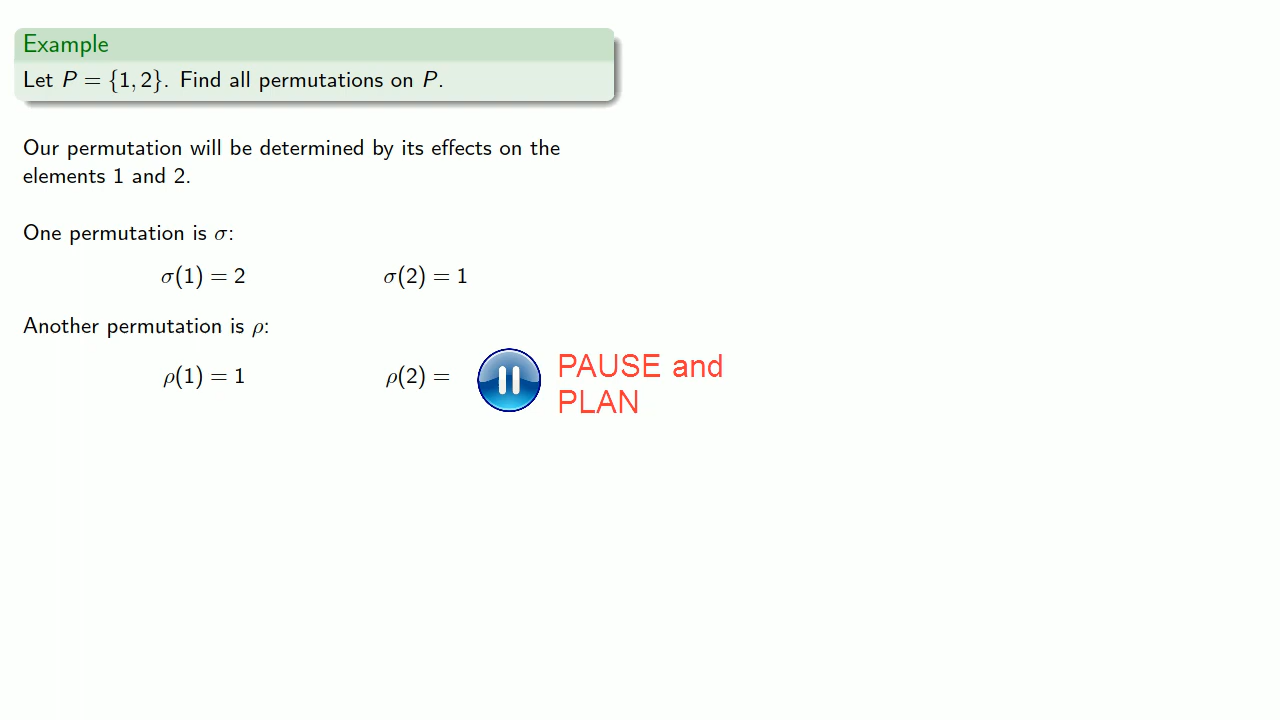 Example
Let P = {1, 2}. Find all permutations on P.
Our permutation will be determined by its effects on the
elements 1 and 2.
One permutation is σ:
σ(1) = 2 σ(2) = 1
Another permutation is ρ:
ρ(1) = 1 ρ(2) =
PAUSE and
PLAN